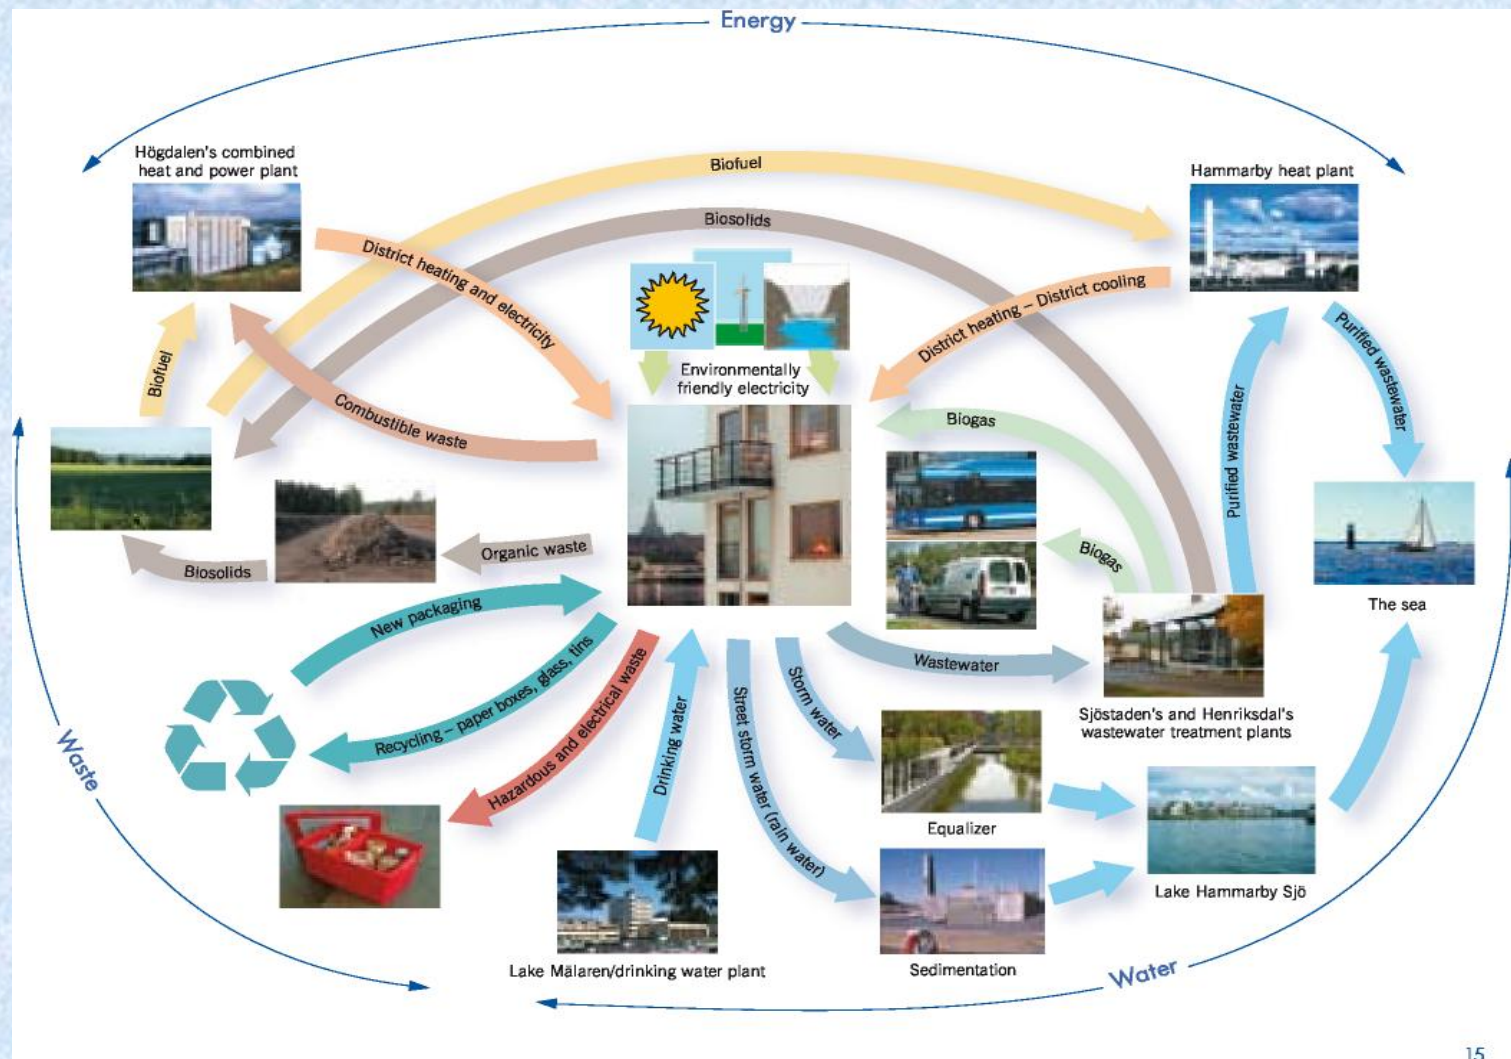 Energy
Högdalen's combined
heat and power plant
Biofuel
Hammarby heat plant
Biosolids
District heating and electricity
District heating – District cooling
Purified wastewater
Environmentally
friendly electricity
Biofuel
Combustible waste
Biogas
Purified wastewater
Organic waste
Biogas
Biosolids
The sea
New packaging
Recycling – paper boxes, glass, tins
Hazardous and electrical waste
Drinking water
Street storm water (rain water)
Storm water
Wastewater
Sjöstaden's and Henriksdal's
wastewater treatment plants
Waste
Equalizer
Lake Hammarby Sjö
Lake Mälaren/drinking water plant
Sedimentation
Water
15